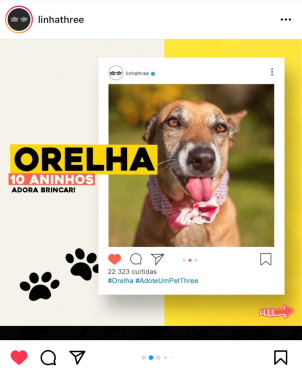 linhathree
linhathree
ORELHA
10 ANINHOS
ADORA BRINCAR!
22.323 curtidas
#Orelha #AdoteUmPetThree